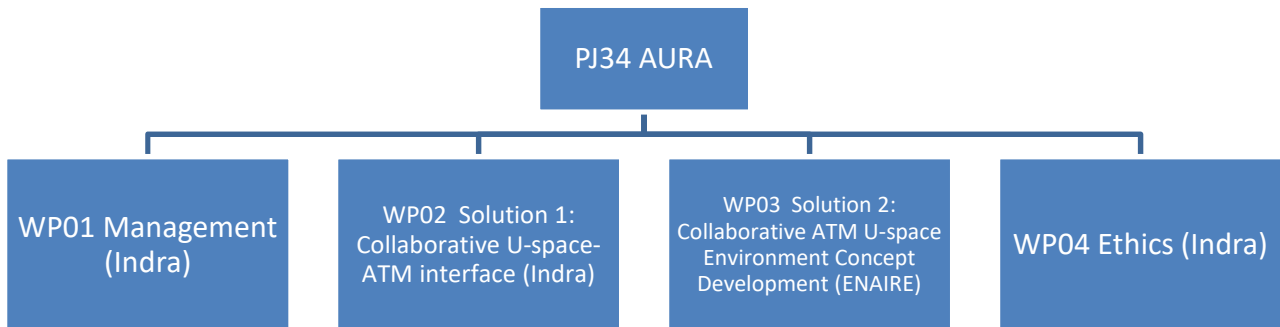 PJ34 AURA
WP01 Management
(Indra)
WP02 Solution 1:
Collaborative U-space-
ATM interface (Indra)
WP03 Solution 2:
Collaborative ATM U-space
Environment Concept
Development (ENAIRE)
WP04 Ethics (Indra)